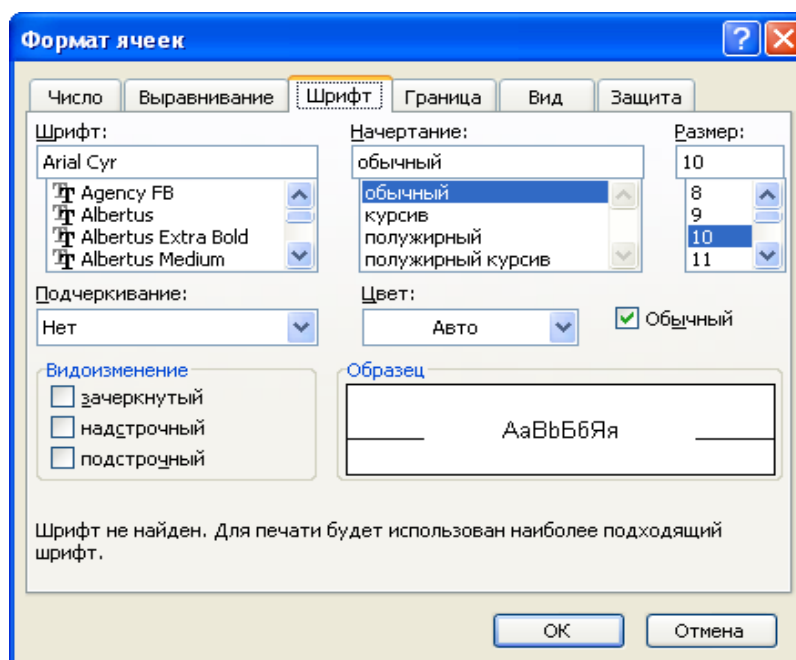 Формат ячеек
?
Число Выравнивание Шрифт Граница Вид Защита
Шрифт: Начертание: Размер:
Arial Cyr обычный 10
Agency FB обычный 8
Albertus курсив 9
Albertus Extra Bold полужирный 10
Albertus Medium полужирный курсив 11
Подчеркивание: Цвет:
Нет Авто Обычный
Видоизменение Образец
зачеркнутый
надстрочный АаВbБбЯя
подстрочный
Шрифт не найден. Для печати будет использован наиболее подходящий
шрифт.
ОК Отмена